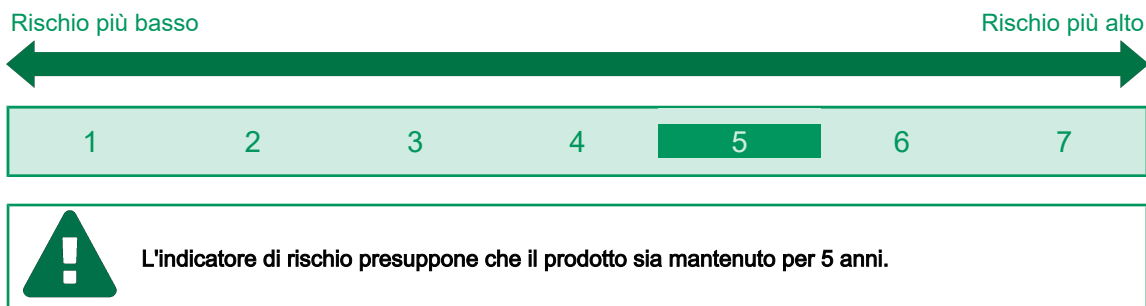 Rischio più basso Rischio più alto
1 2 3 4 5 6 7
L'indicatore di rischio presuppone che il prodotto sia mantenuto per 5 anni.